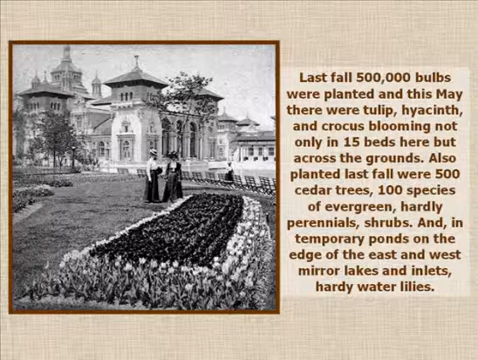 Last fall 500,000 bulbs
were planted and this May
there were tulip, hyacinth,
and crocus blooming not
only in 15 beds here but
across the grounds. Also
planted last fall were 500
cedar trees, 100 species
of evergreen, hardly
perennials, shrubs. And, in
temporary ponds on the
edge of the east and west
mirror lakes and inlets,
hardy water lilies.